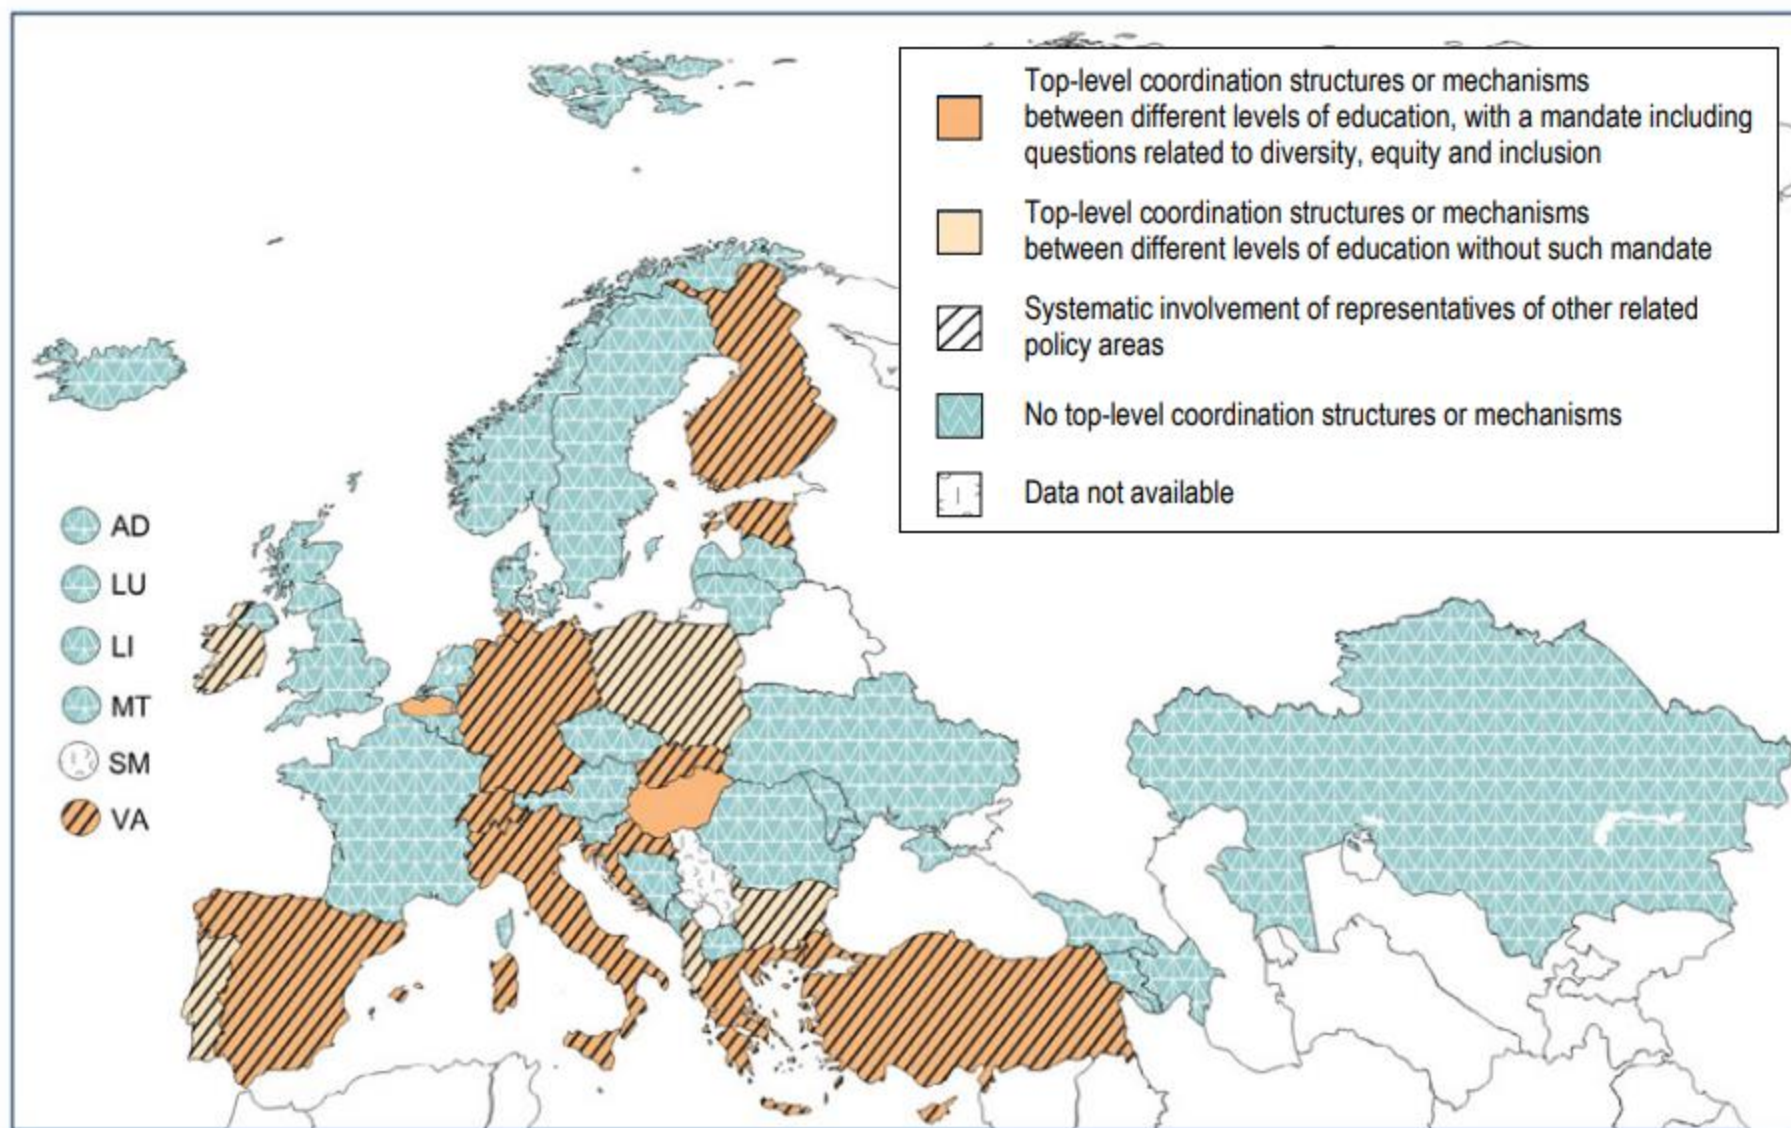 Top-level coordination structures or mechanisms
between different levels of education, with a mandate including
questions related to diversity, equity and inclusion
Top-level coordination structures or mechanisms
between different levels of education without such mandate
Systematic involvement of representatives of other related
policy areas
No top-level coordination structures or mechanisms
Data not available
AD
LU
LI
MT
SM
VA